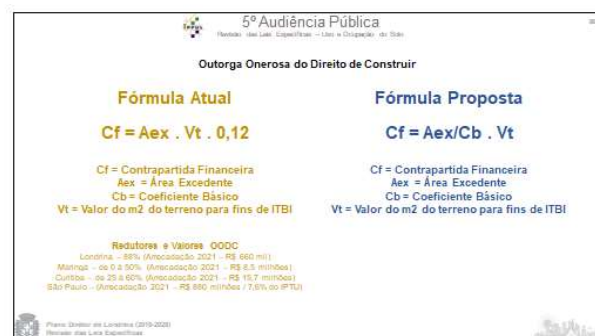 5º Audiência Pública
Revisão das Leis Específicas – Uso e Ocupação do Solo
Outorga Onerosa do Direito de Construir
Fórmula Atual
Cf = Aex . Vt . 0,12
Cf = Contrapartida Financeira
Aex = Área Excedente
Cb = Coeficiente Básico
Vt = Valor do m2 do terreno para fins de ITBI
Redutores e Valores OODC
Londrina – 88% (Arrecadação 2021 - R$ 660 mil)
Maringá – de 0 a 50% (Arrecadação 2021 - R$ 8,5 milhões)
Curitiba – de 25 a 60% (Arrecadação 2021 - R$ 15,7 milhões)
São Paulo – (Arrecadação 2021 - R$ 880 milhões / 7,6% do IPTU)
Fórmula Proposta
Cf = Aex/Cb . Vt
Cf = Contrapartida Financeira
Aex = Área Excedente
Cb = Coeficiente Básico
Vt = Valor do m2 do terreno para fins de ITBI
Plano Diretor de Londrina (2018-2028)
Revisão das Leis Específicas